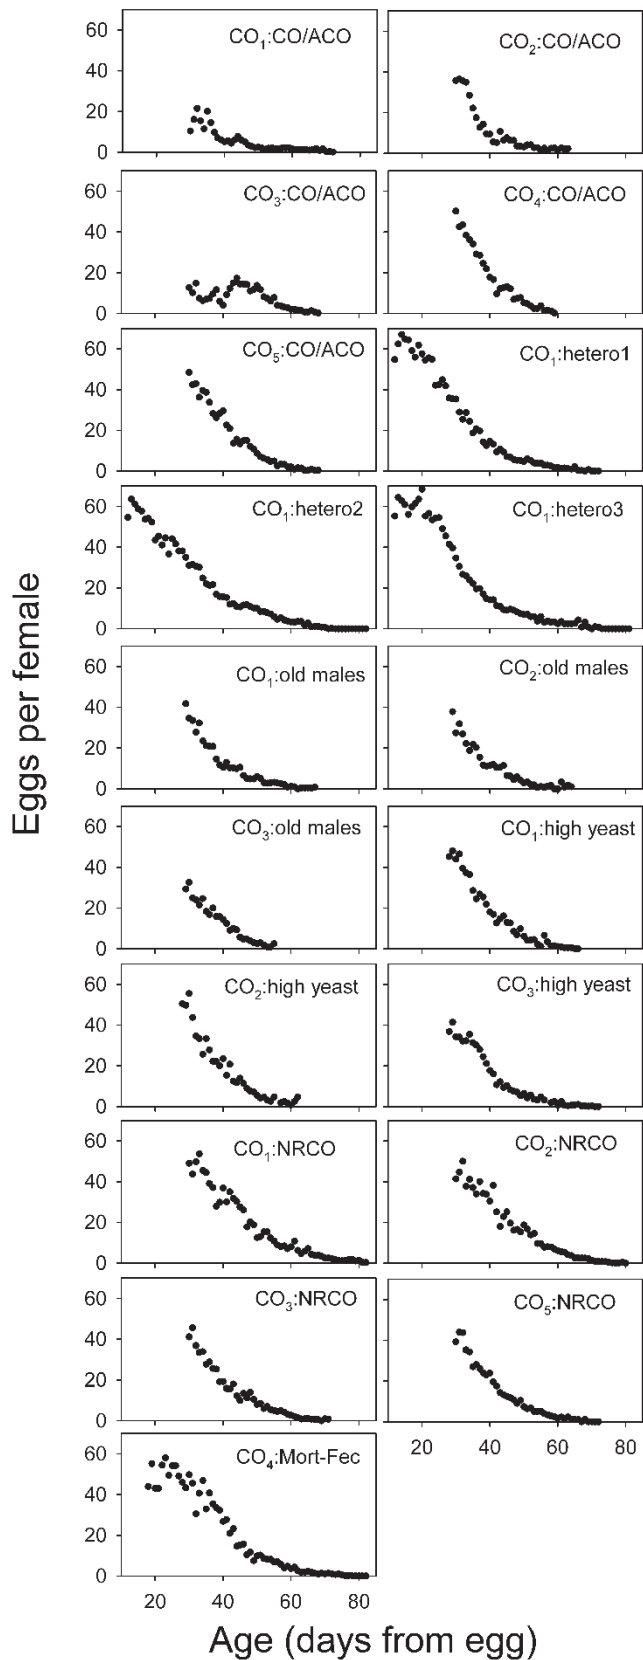 60
40
20
0
CO₁:CO/ACO
CO₂:CO/ACO
60
40
20
0
CO₃:CO/ACO
CO₄:CO/ACO
60
40
20
0
CO₅:CO/ACO
CO₁:hetero1
60
40
20
0
CO₁:hetero2
CO₁:hetero3
60
40
20
0
CO₁:old males
CO₂:old males
60
40
20
0
CO₃:old males
CO₁:high yeast
60
40
20
0
CO₂:high yeast
CO₃:high yeast
60
40
20
0
CO₁:NRCO
CO₂:NRCO
60
40
20
0
CO₃:NRCO
CO₅:NRCO
20 40 60 80
60
40
20
0
CO₄:Mort-Fec
20 40 60 80
Eggs per female
Age (days from egg)